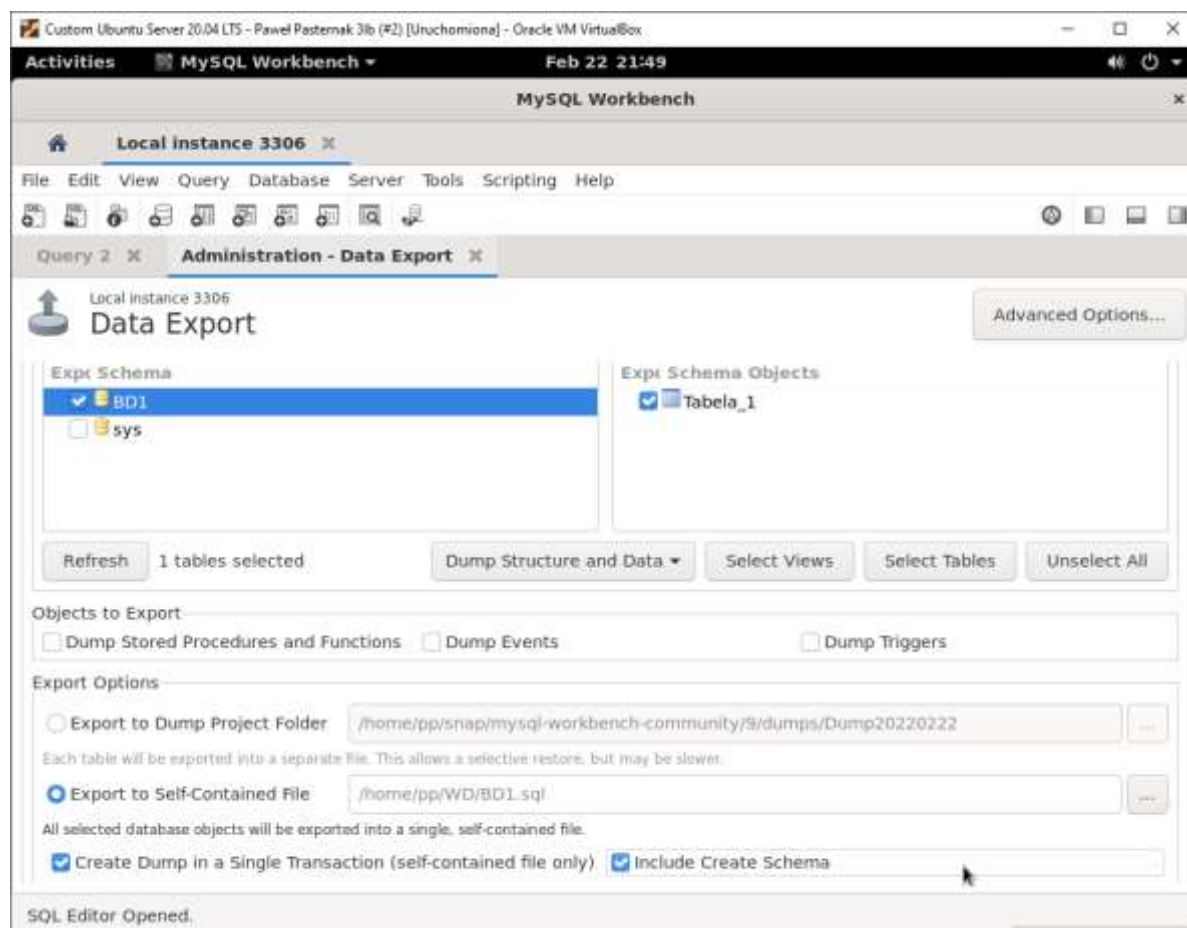 Custom Ubuntu Server 20.04 LTS - Paweł Pasternak 3lb (#2) [Uruchomiona] - Oracle VM VirtualBox
Activities MySQL Workbench Feb 22 21:49
MySQL Workbench
Local instance 3306
File Edit View Query Database Server Tools Scripting Help
Query 2 Administration - Data Export
Local instance 3306
Data Export
Advanced Options...
Expo Schema Expo Schema Objects
BD1 Tabela_1
sys
Refresh 1 tables selected Dump Structure and Data Select Views Select Tables Unselect All
Objects to Export
Dump Stored Procedures and Functions Dump Events Dump Triggers
Export Options
Export to Dump Project Folder /home/pp/snap/mysql-workbench-community/9/dumps/Dump20220222 ...
Each table will be exported into a separate file. This allows a selective restore, but may be slower.
Export to Self-Contained File /home/pp/WD/BD1.sql ...
All selected database objects will be exported into a single, self-contained file.
Create Dump in a Single Transaction (self-contained file only) Include Create Schema
SQL Editor Opened.